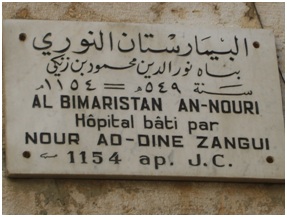 البيمارستان النوري
بناه نور الدين محمود بن زنكي
سنة ٥٤٩ هـ = ١١٥٤ م
AL BIMARISTAN AN-NOURI
Hôpital bâti par
NOUR AD-DINE ZANGUI
1154 ap. J.C.